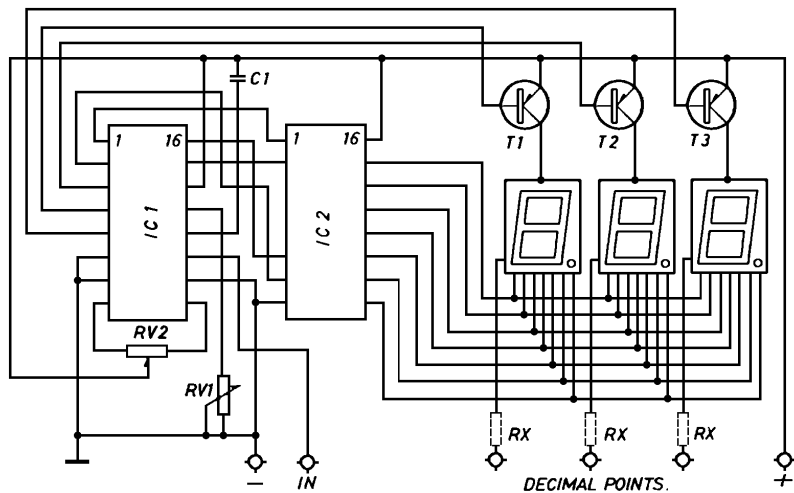 C1
T1
T2
T3
1 16
1 16
IC1
IC2
RV2
RV1
RX
RX
RX
−
IN
DECIMAL POINTS.
+